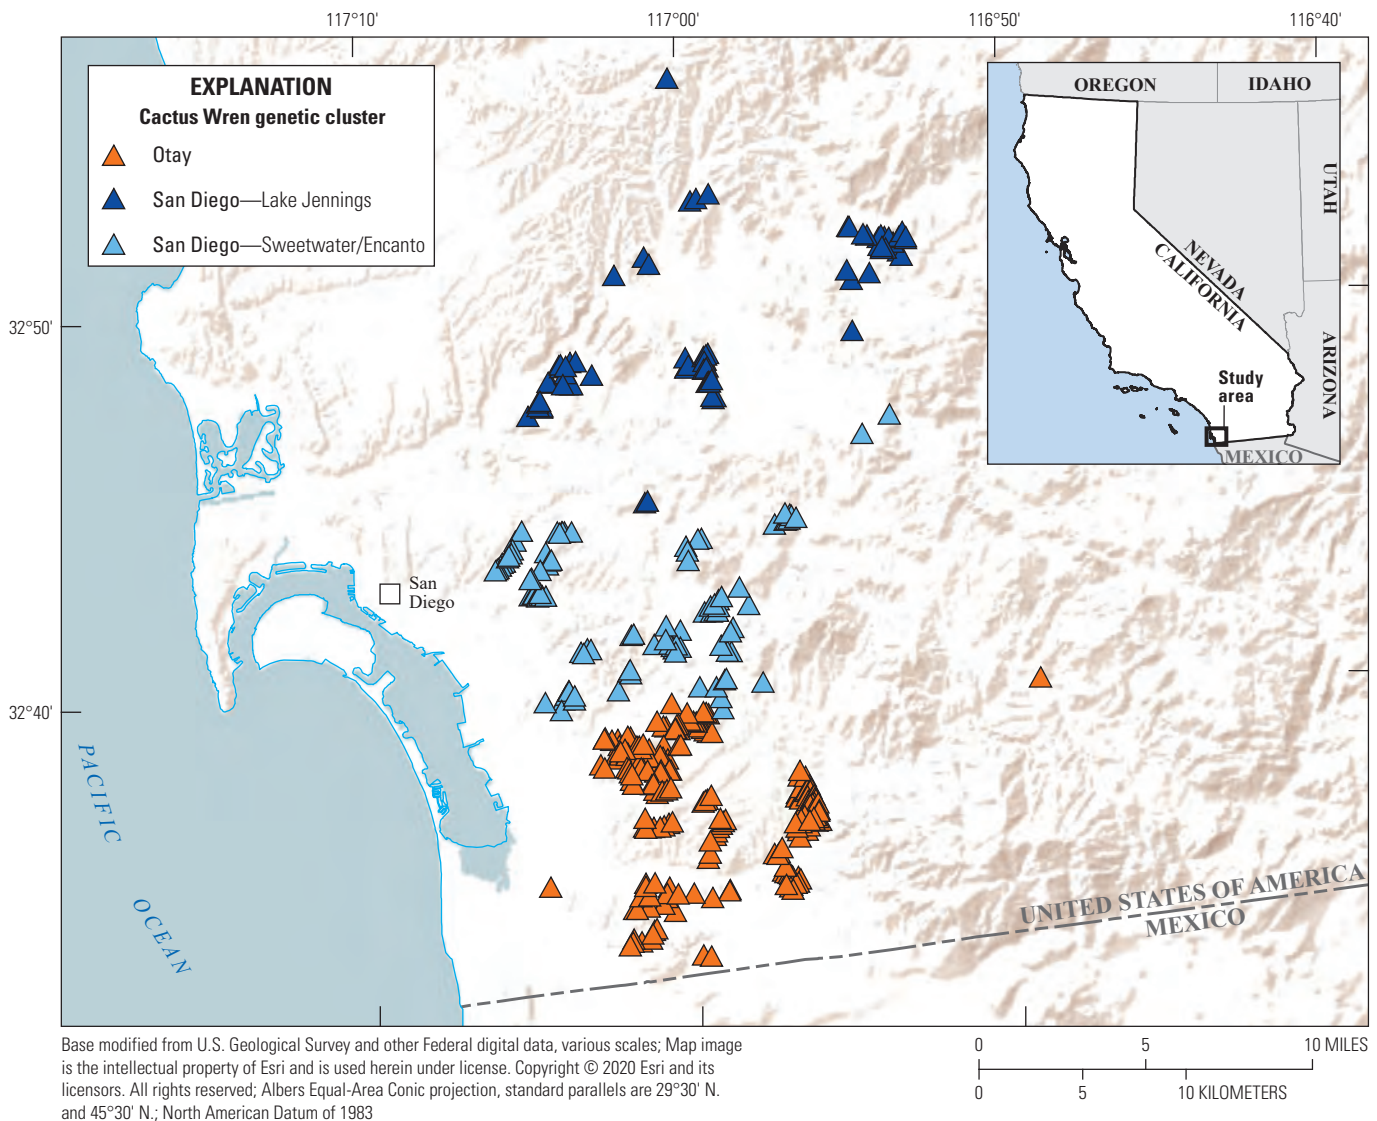 117°10'
117°00'
116°50'
116°40'
EXPLANATION
Cactus Wren genetic cluster
Otay
San Diego—Lake Jennings
San Diego—Sweetwater/Encanto
OREGON
IDAHO
UTAH
NEVADA
CALIFORNIA
ARIZONA
Study
area
MEXICO
32°50'
San
Diego
32°40'
PACIFIC
OCEAN
UNITED STATES OF AMERICA
MEXICO
Base modified from U.S. Geological Survey and other Federal digital data, various scales; Map image
is the intellectual property of Esri and is used herein under license. Copyright © 2020 Esri and its
licensors. All rights reserved; Albers Equal-Area Conic projection, standard parallels are 29°30' N.
and 45°30' N.; North American Datum of 1983
0 5 10 MILES
0 5 10 KILOMETERS